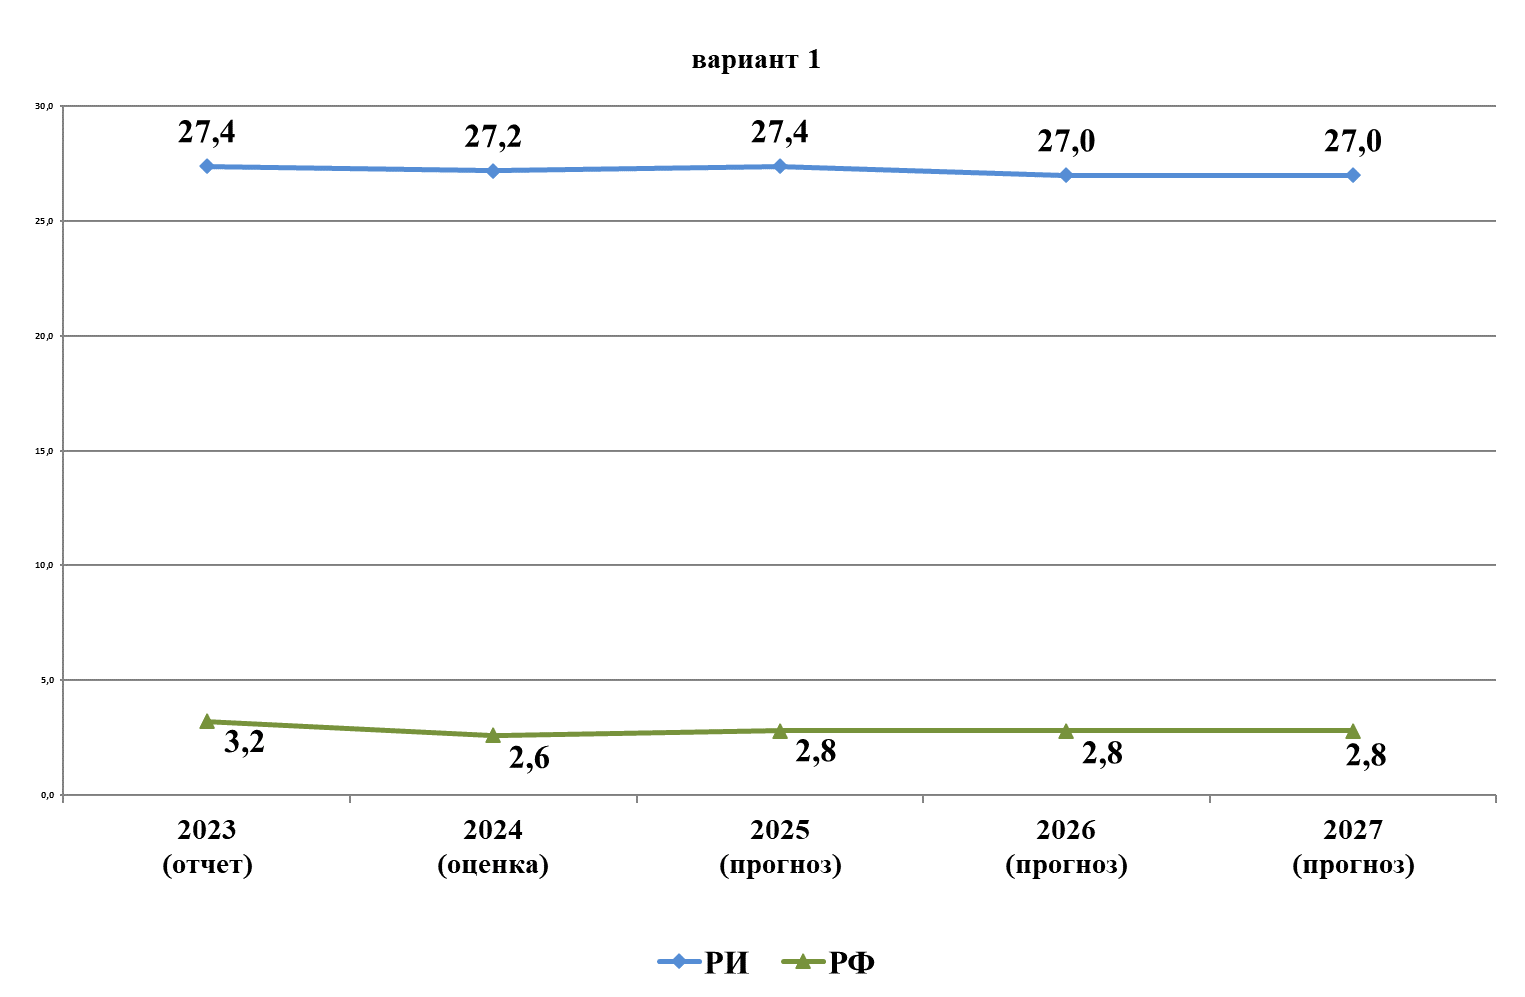 вариант 1
30,0
27,4 27,2 27,4 27,0 27,0
25,0
20,0
15,0
10,0
5,0
3,2 2,6 2,8 2,8 2,8
0,0
2023 2024 2025 2026 2027
(отчет) (оценка) (прогноз) (прогноз) (прогноз)
РИ РФ